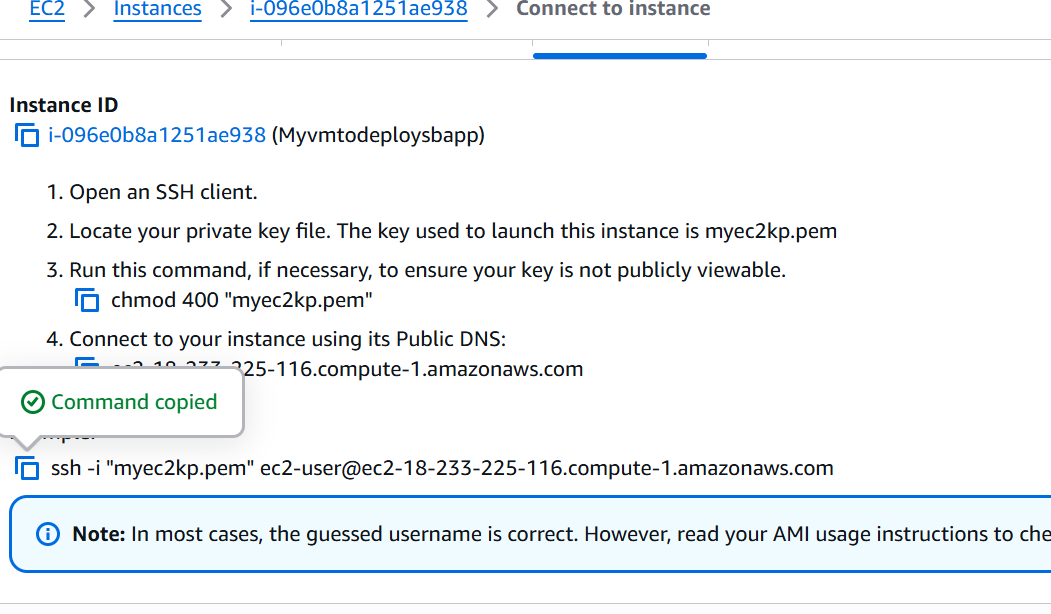 EC2 > Instances > i-096e0b8a1251ae938 > Connect to instance
Instance ID
i-096e0b8a1251ae938 (Myvmtodeploysbapp)
1. Open an SSH client.
2. Locate your private key file. The key used to launch this instance is myec2kp.pem
3. Run this command, if necessary, to ensure your key is not publicly viewable.
chmod 400 "myec2kp.pem"
4. Connect to your instance using its Public DNS:
ec2-18-233-225-116.compute-1.amazonaws.com
Command copied
ssh -i "myec2kp.pem" ec2-user@ec2-18-233-225-116.compute-1.amazonaws.com
Note: In most cases, the guessed username is correct. However, read your AMI usage instructions to